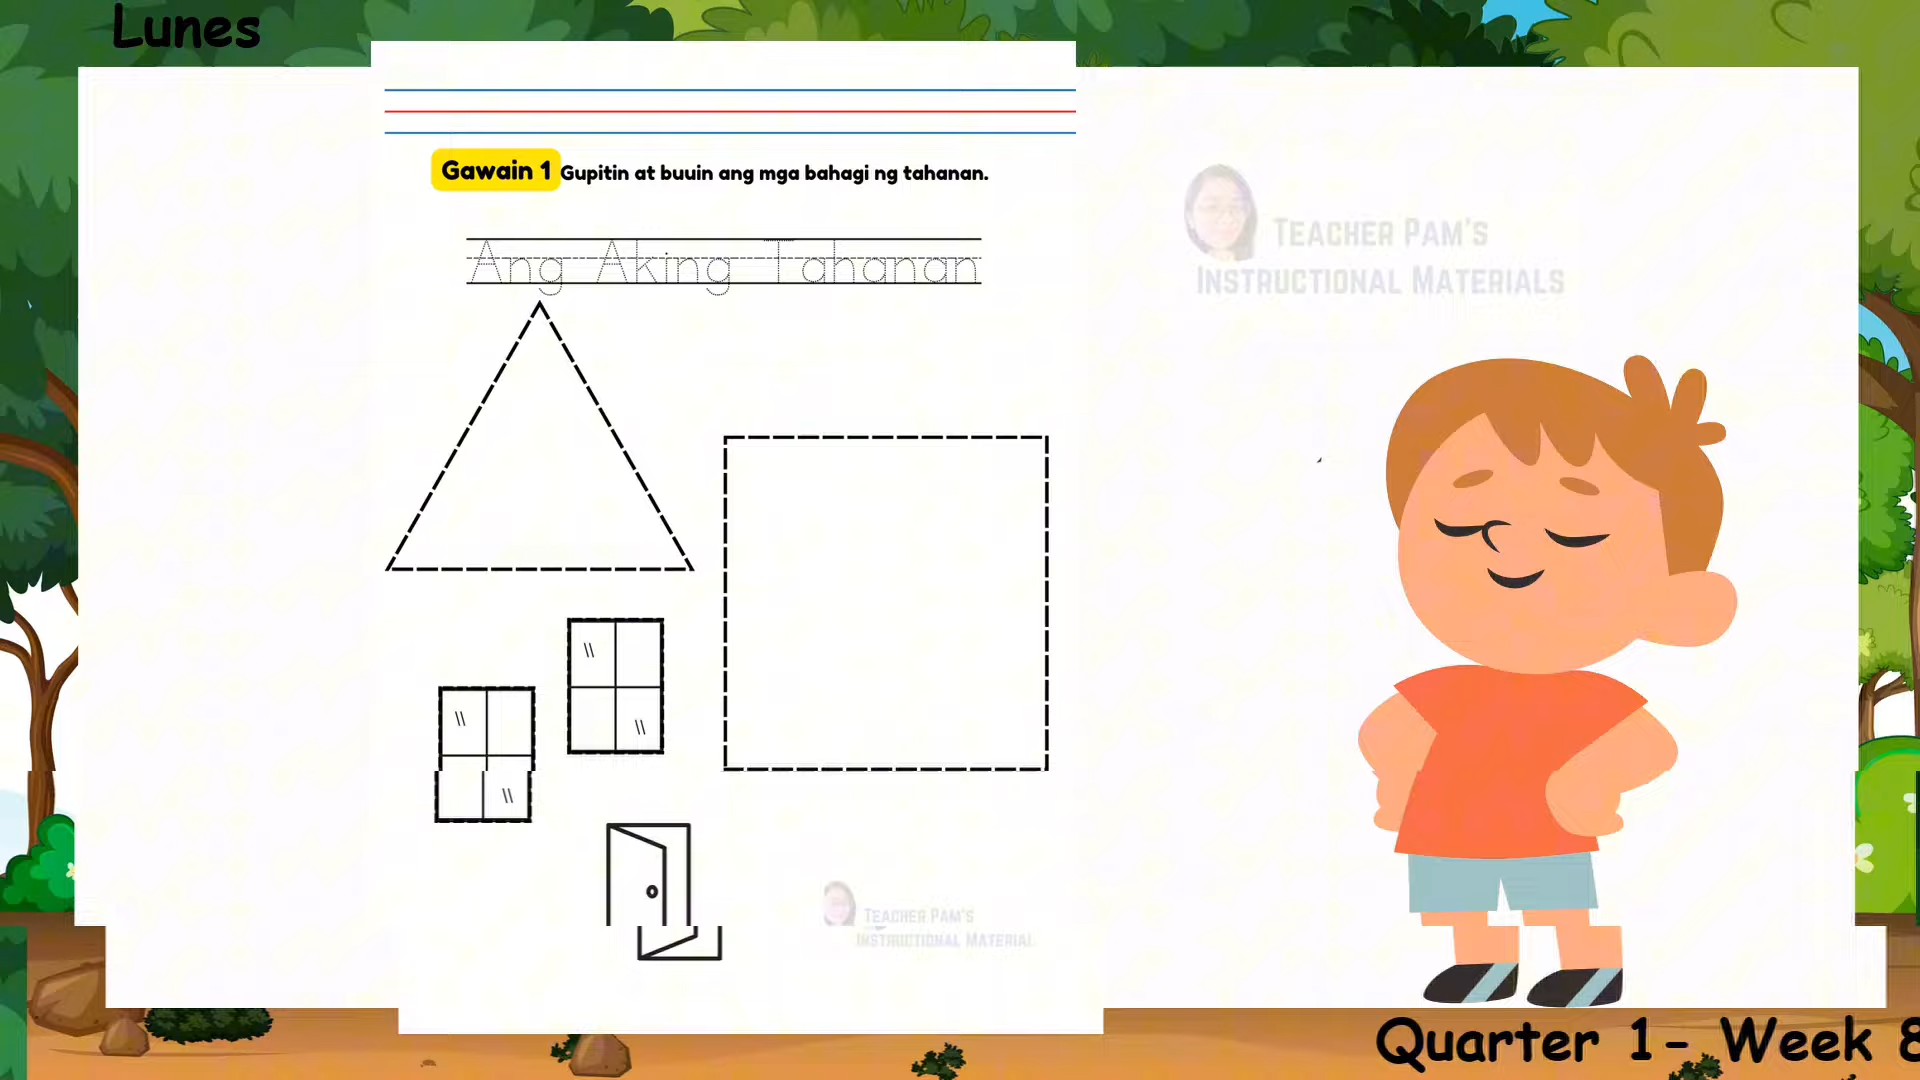 Lunes
Gawain 1 Gupitin at buuin ang mga bahagi ng tahanan.
Ang Aking Tahanan
TEACHER PAM'S
INSTRUCTIONAL MATERIALS
TEACHER PAM'S
INSTRUCTIONAL MATERIAL
Quarter 1- Week 8